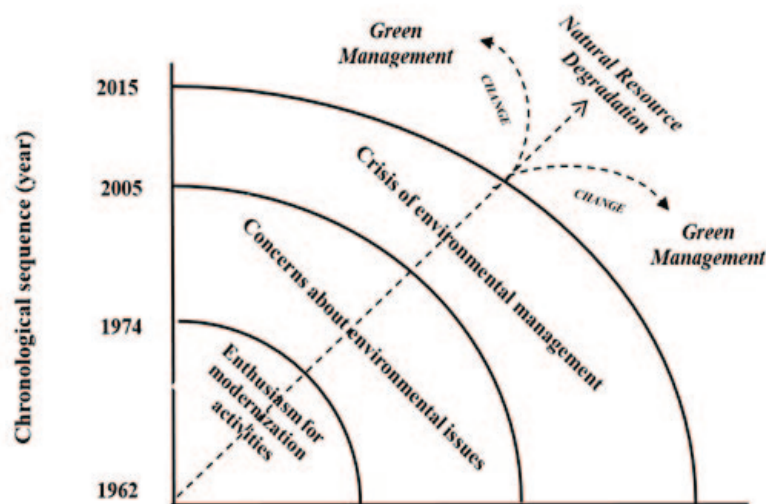 Green
Management
Natural Resource
Degradation
2015
CHANGE
Crisis of environmental management
2005
CHANGE
Green
Management
Concerns about environmental issues
Chronological sequence (year)
1974
Enthusiasm for
modernization
activities
1962